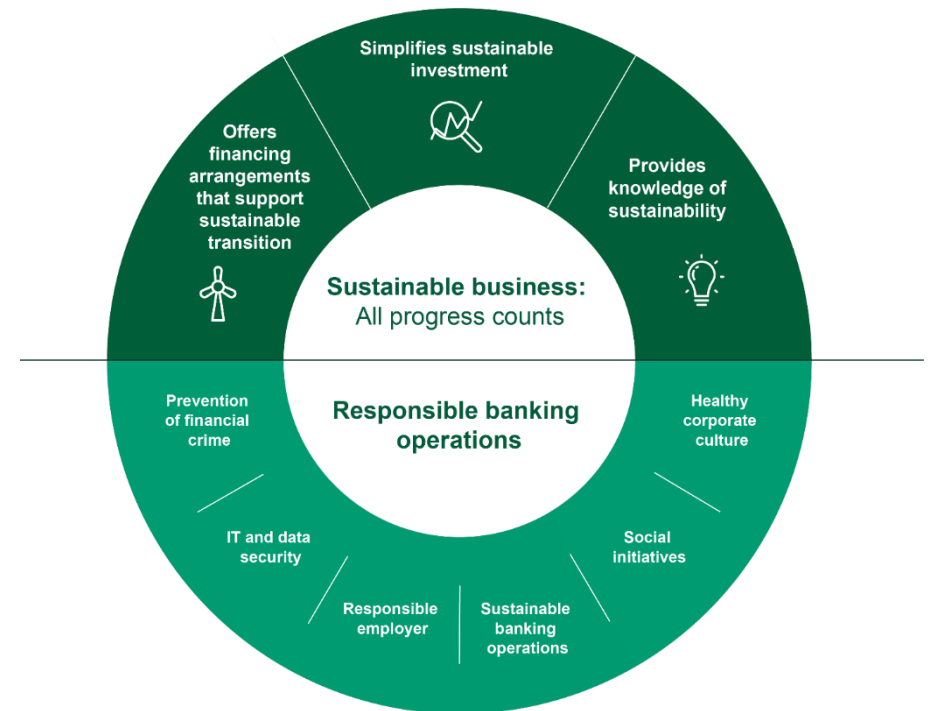 Simplifies sustainable
investment
Offers
financing
arrangements
that support
sustainable
transition
Provides
knowledge of
sustainability
Sustainable business:
All progress counts
Responsible banking
operations
Prevention
of financial
crime
IT and data
security
Responsible
employer
Sustainable
banking
operations
Social
initiatives
Healthy
corporate
culture